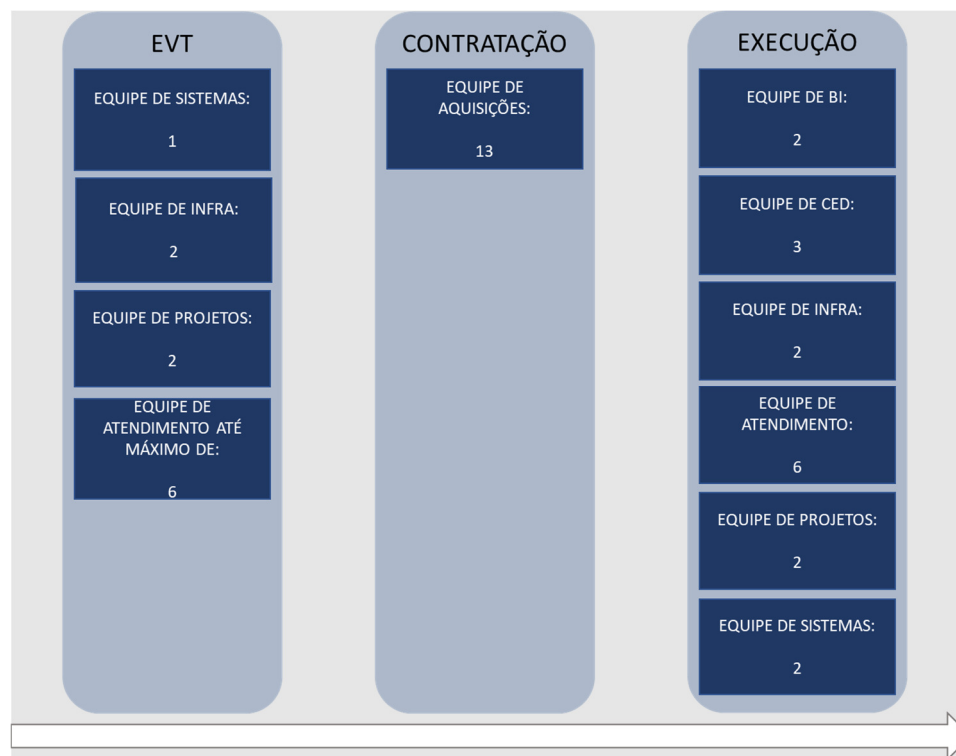 EVT
EQUIPE DE SISTEMAS:
1
EQUIPE DE INFRA:
2
EQUIPE DE PROJETOS:
2
EQUIPE DE
ATENDIMENTO ATÉ
MÁXIMO DE:
6
CONTRATAÇÃO
EQUIPE DE
AQUISIÇÕES:
13
EXECUÇÃO
EQUIPE DE BI:
2
EQUIPE DE CED:
3
EQUIPE DE INFRA:
2
EQUIPE DE
ATENDIMENTO:
6
EQUIPE DE PROJETOS:
2
EQUIPE DE SISTEMAS:
2